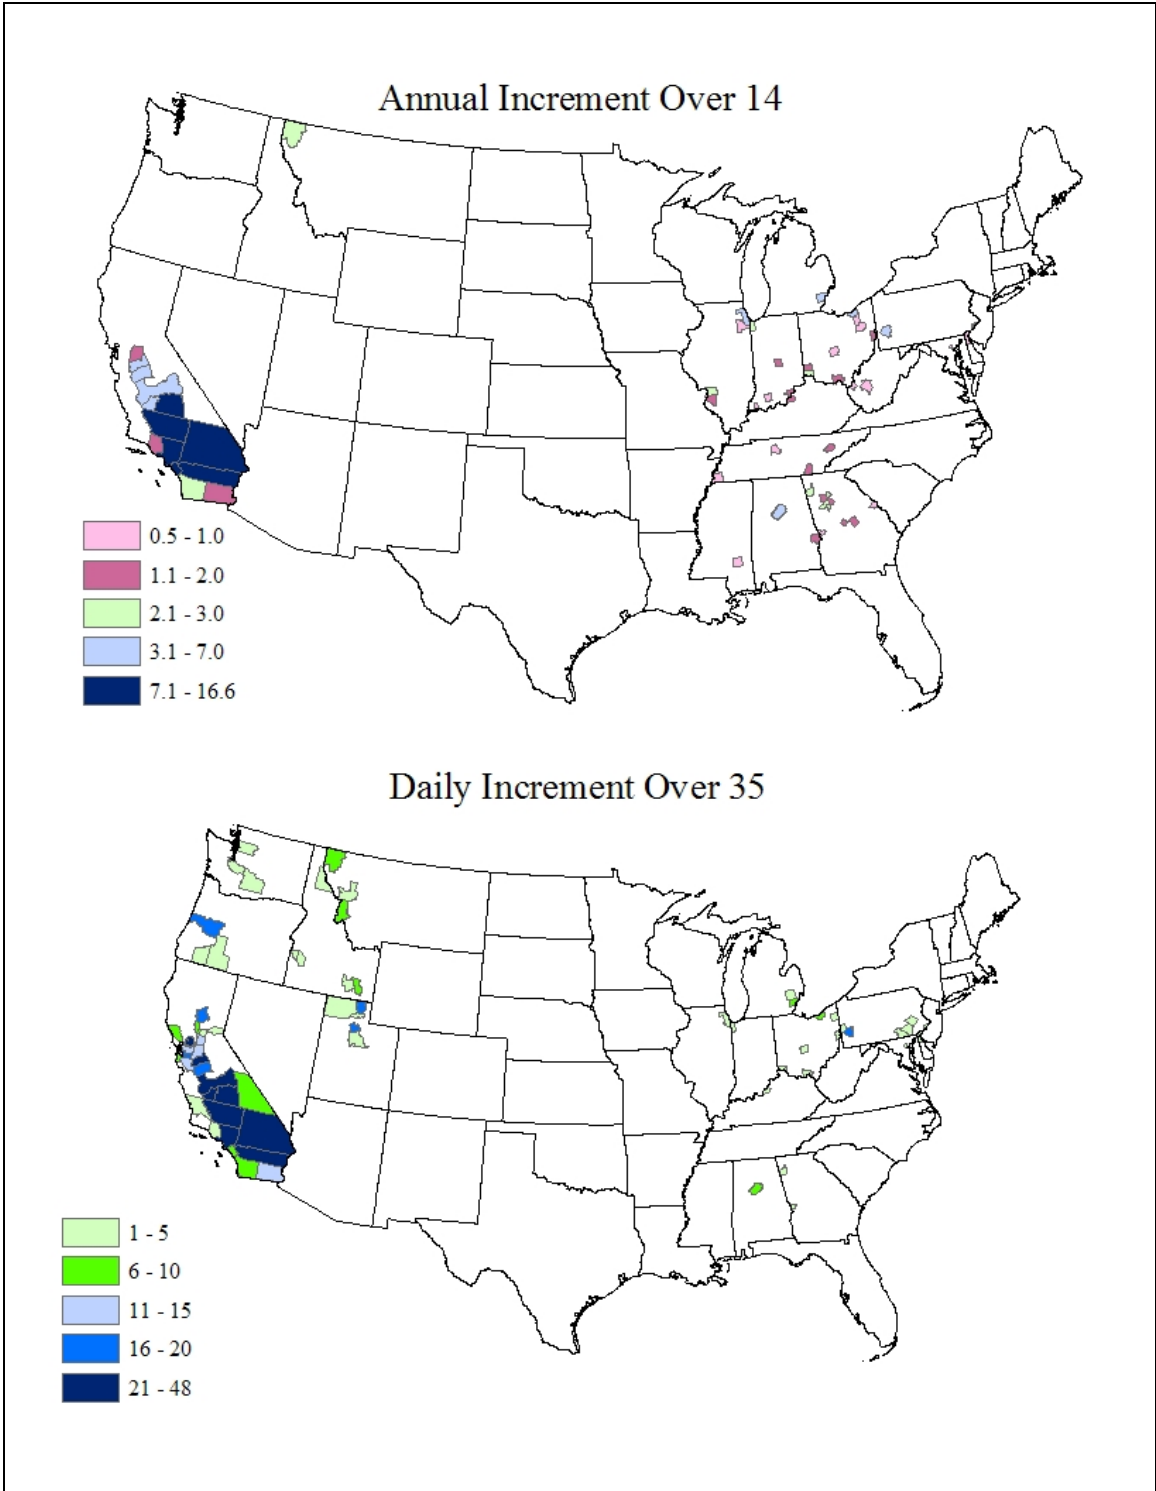 Annual Increment Over 14
0.5 - 1.0
1.1 - 2.0
2.1 - 3.0
3.1 - 7.0
7.1 - 16.6
Daily Increment Over 35
1 - 5
6 - 10
11 - 15
16 - 20
21 - 48